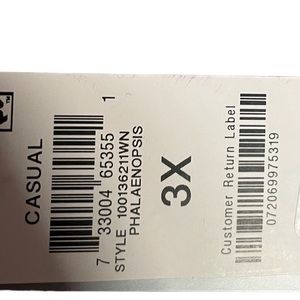 CASUAL
7 33004 65355 1
STYLE 100136211WN
PHALAENOPSIS
3X
Customer Return Label
072069975319